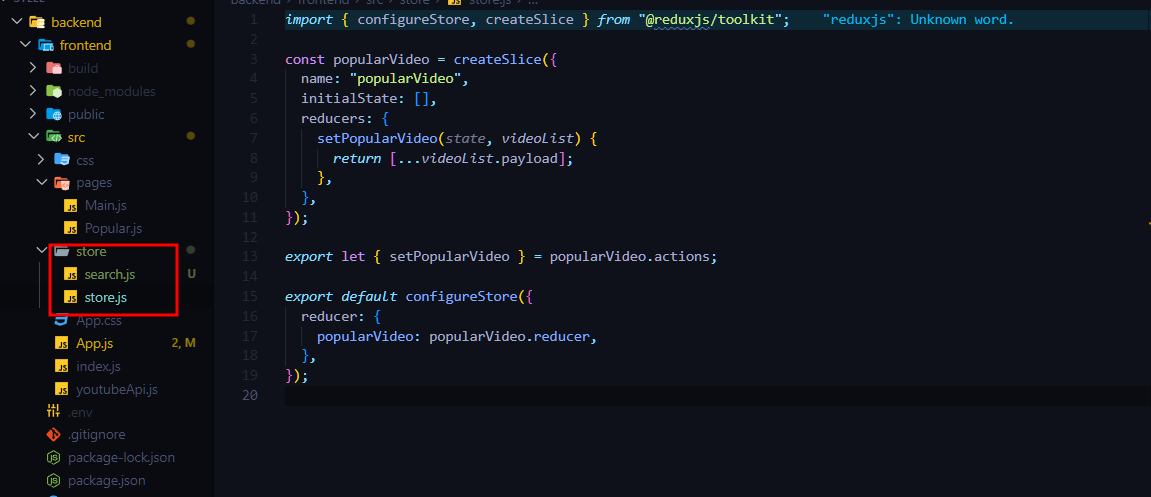 backend
frontend
build
node_modules
public
src
css
pages
Main.js
Popular.js
store
search.js U
store.js
App.css
App.js 2, M
index.js
youtubeApi.js
.env
.gitignore
package-lock.json
package.json
backend > frontend > src > store > store.js > ...
1 import { configureStore, createSlice } from "@reduxjs/toolkit"; "reduxjs": Unknown word.
2
3 const popularVideo = createSlice({
4 name: "popularVideo",
5 initialState: [],
6 reducers: {
7 setPopularVideo(state, videoList) {
8 return [...videoList.payload];
9 },
10 },
11 });
12
13 export let { setPopularVideo } = popularVideo.actions;
14
15 export default configureStore({
16 reducer: {
17 popularVideo: popularVideo.reducer,
18 },
19 });
20